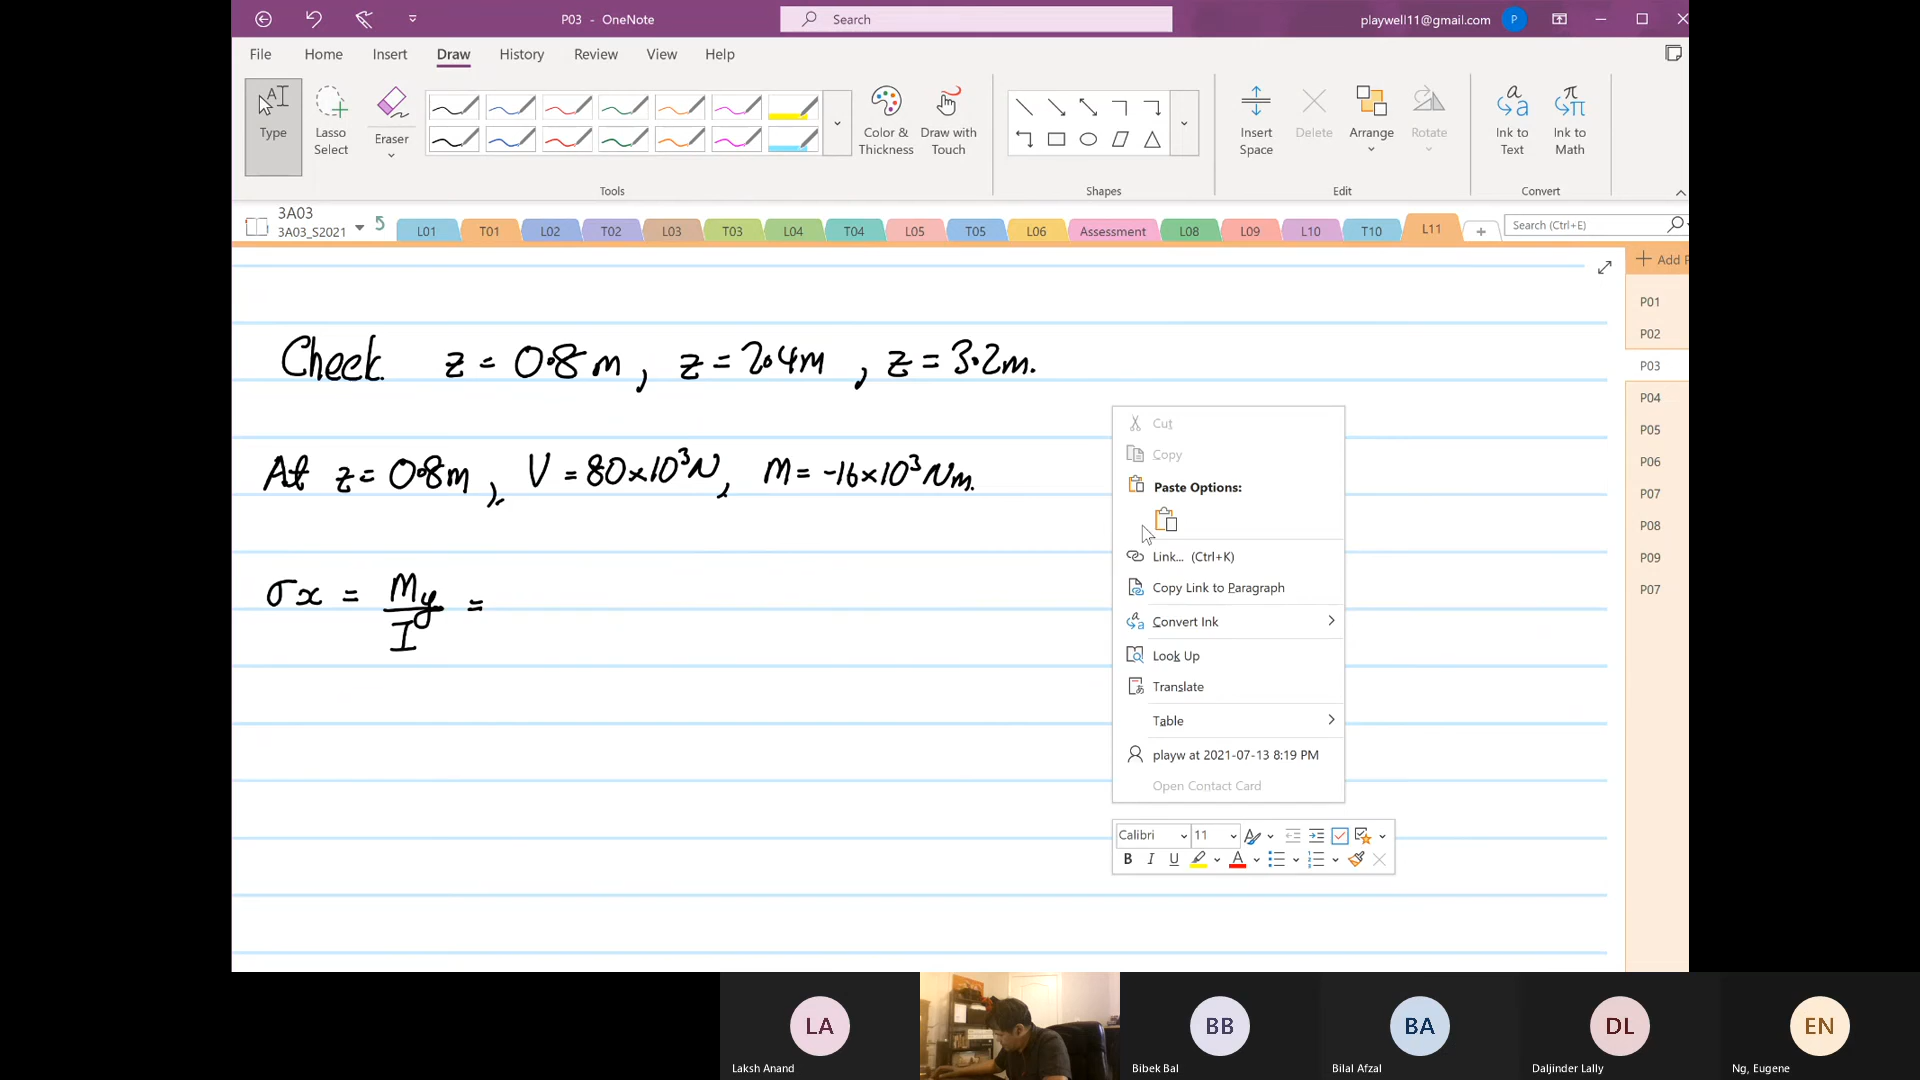 P03 - OneNote
Search
playwell11@gmail.com
P
File
Home
Insert
Draw
History
Review
View
Help
Type
Lasso
Select
Eraser
Color &
Thickness
Draw with
Touch
Insert
Space
Delete
Arrange
Rotate
Ink to
Text
Ink to
Math
Tools
Shapes
Edit
Convert
3A03
3A03_S2021
L01
T01
L02
T02
L03
T03
L04
T04
L05
T05
L06
Assessment
L08
L09
L10
T10
L11
Search (Ctrl+E)
Add P
P01
P02
P03
P04
P05
P06
P07
P08
P09
P07
Check z = 0.8 m, z = 2.4m, z = 3.2m.
At z = 0.8m, V = 80×10³N, M = -16×10³Nm.
σx = My/I =
Cut
Copy
Paste Options:
Link... (Ctrl+K)
Copy Link to Paragraph
Convert Ink
Look Up
Translate
Table
playw at 2021-07-13 8:19 PM
Open Contact Card
Calibri 11
B I U A
LA
Laksh Anand
BB
Bibek Bal
BA
Bilal Afzal
DL
Daljinder Lally
EN
Ng, Eugene